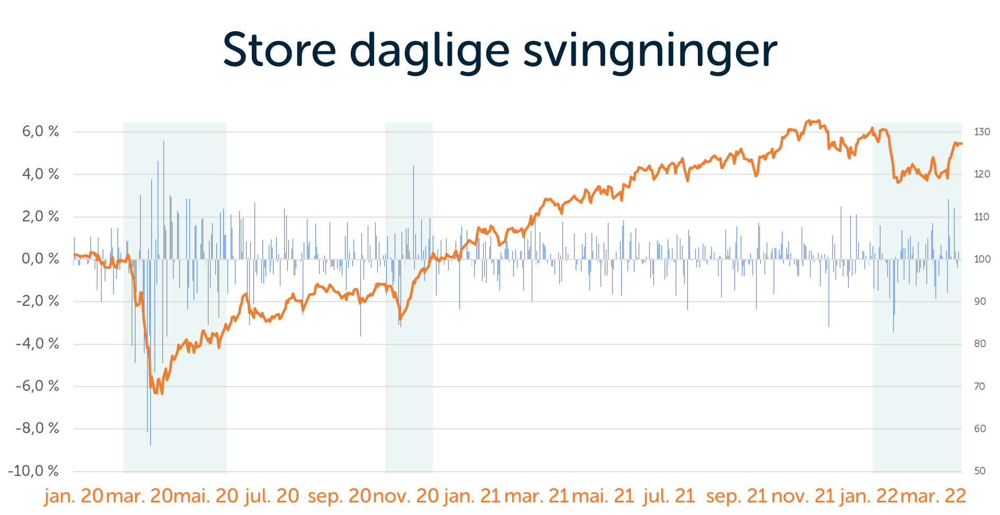 Store daglige svingninger
6,0 % 130
4,0 % 120
2,0 % 110
0,0 % 100
-2,0 % 90
-4,0 % 80
-6,0 % 70
-8,0 % 60
-10,0 % 50
jan. 20 mar. 20 mai. 20 jul. 20 sep. 20 nov. 20 jan. 21 mar. 21 mai. 21 jul. 21 sep. 21 nov. 21 jan. 22 mar. 22